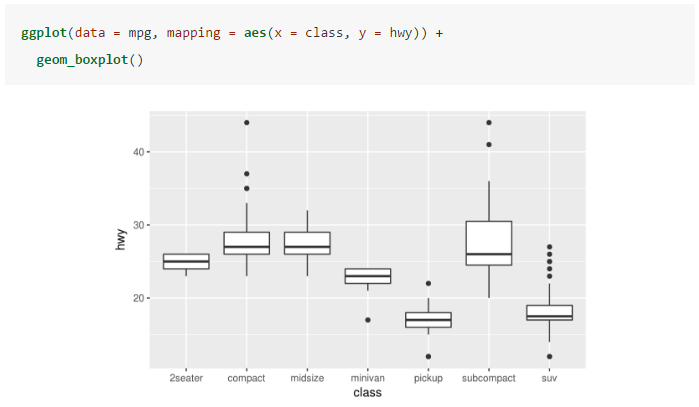 ggplot(data = mpg, mapping = aes(x = class, y = hwy)) +
  geom_boxplot()
40
30
20
hwy
2seater compact midsize minivan pickup subcompact suv
class